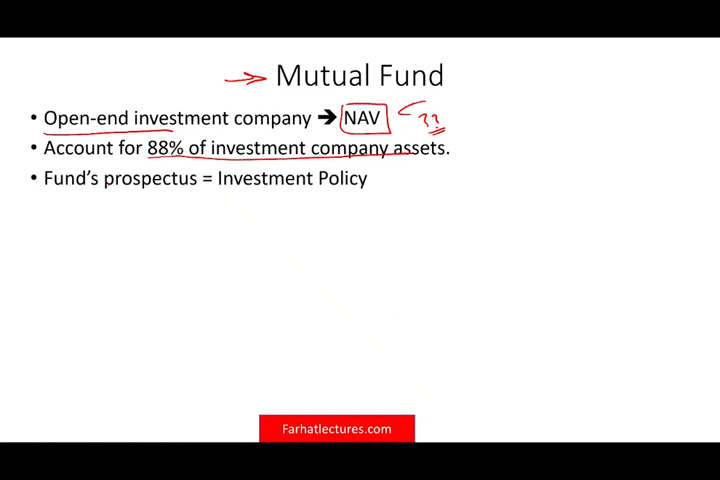 Mutual Fund
• Open-end investment company ➔ NAV ??
• Account for 88% of investment company assets.
• Fund's prospectus = Investment Policy
Farhatlectures.com